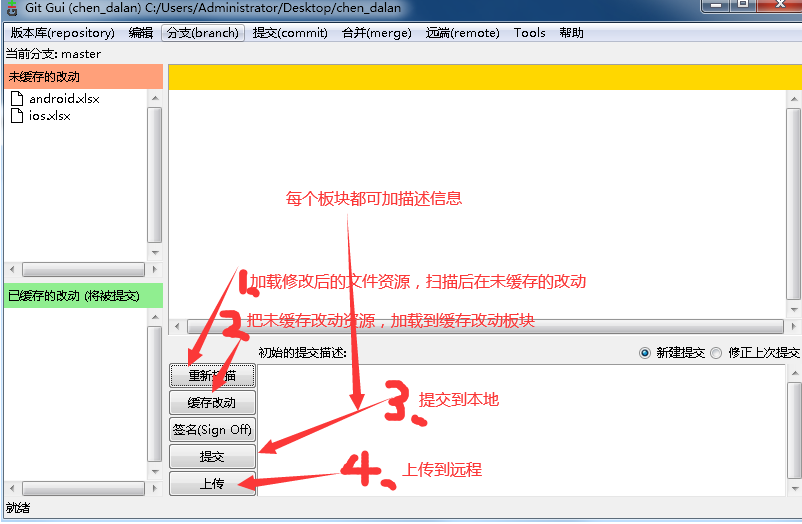 Git Gui (chen_dalan) C:/Users/Administrator/Desktop/chen_dalan
版本库(repository) 编辑 分支(branch) 提交(commit) 合并(merge) 远端(remote) Tools 帮助
当前分支: master
未缓存的改动
android.xlsx
ios.xlsx
每个板块都可加描述信息
1、加载修改后的文件资源，扫描后在未缓存的改动
已缓存的改动 (将被提交)
2、把未缓存改动资源，加载到缓存改动板块
初始的提交描述: 新建提交 修正上次提交
重新扫描
缓存改动
3、提交到本地
签名(Sign Off)
提交
4、上传到远程
上传
就绪